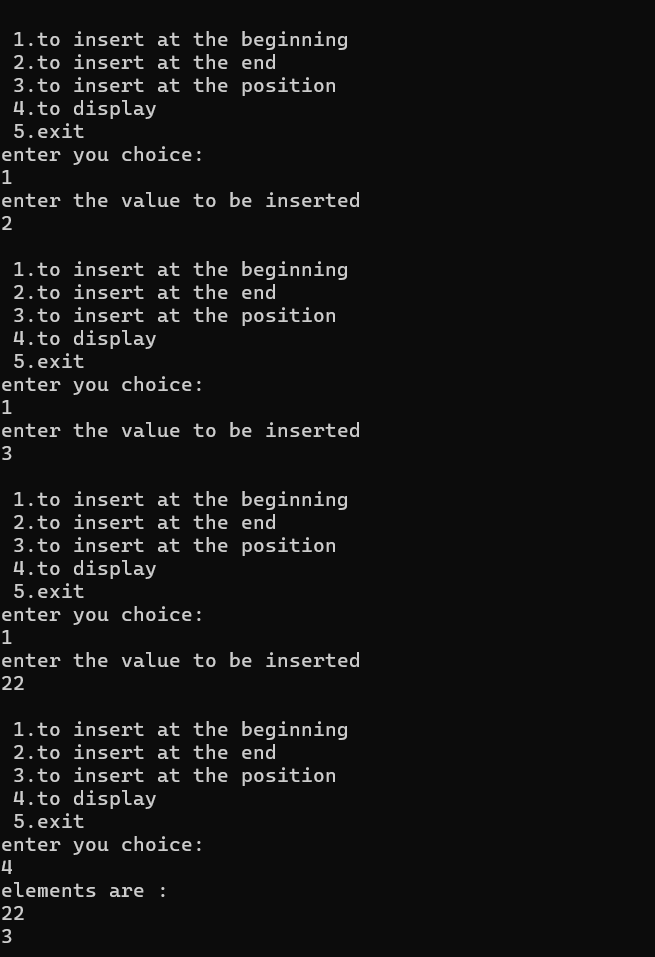 1.to insert at the beginning
2.to insert at the end
3.to insert at the position
4.to display
5.exit
enter you choice:
1
enter the value to be inserted
2
1.to insert at the beginning
2.to insert at the end
3.to insert at the position
4.to display
5.exit
enter you choice:
1
enter the value to be inserted
3
1.to insert at the beginning
2.to insert at the end
3.to insert at the position
4.to display
5.exit
enter you choice:
1
enter the value to be inserted
22
1.to insert at the beginning
2.to insert at the end
3.to insert at the position
4.to display
5.exit
enter you choice:
4
elements are :
22
3